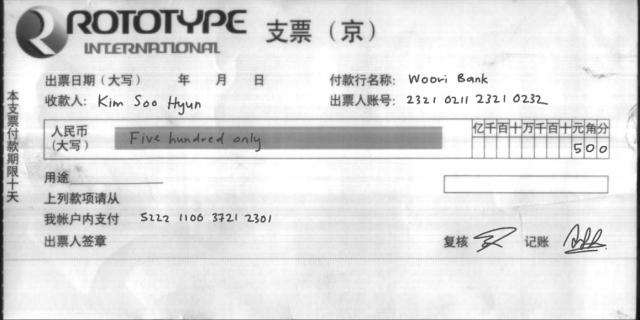 ROTOTYPE
INTERNATIONAL
支票（京）
出票日期（大写） 年 月 日 付款行名称: Woori Bank
收款人: Kim Soo Hyun 出票人账号: 2321 0211 2321 0232
本支票付款期限十天
人民币（大写） Five hundred only 亿千百十万千百十元角分
500
用途
上列款项请从
我帐户内支付 5222 1106 3721 2301
出票人签章 复核 记账